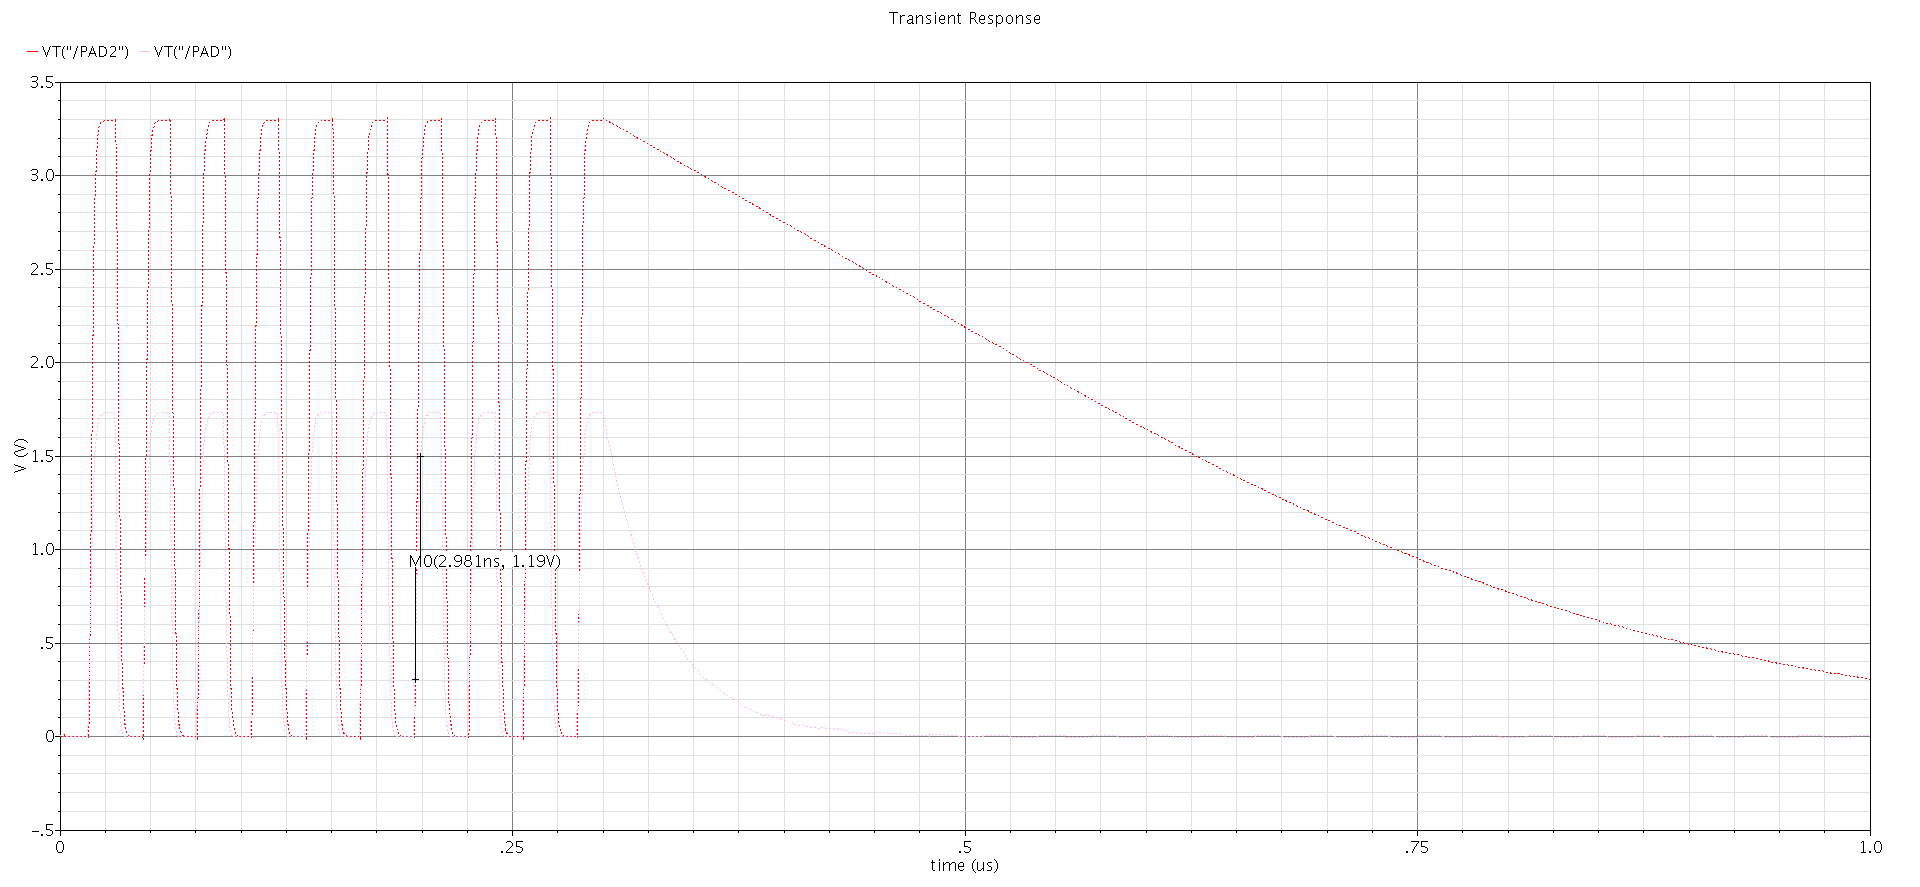 Transient Response
VT("/PAD2") VT("/PAD")
3.5
3.0
2.5
2.0
1.5
1.0
.5
0
-.5
V (V)
M0(2.981ns, 1.19V)
0 .25 .5 .75 1.0
time (us)